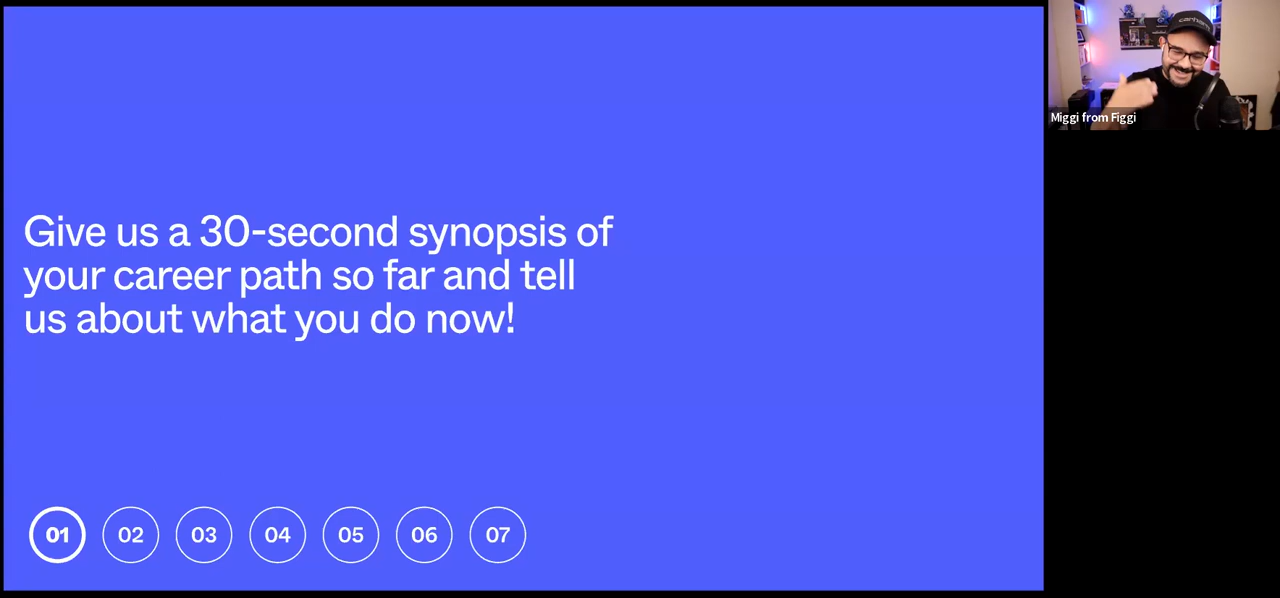 Give us a 30-second synopsis of
your career path so far and tell
us about what you do now!
01 02 03 04 05 06 07
carhartt
Miggi from Figgi